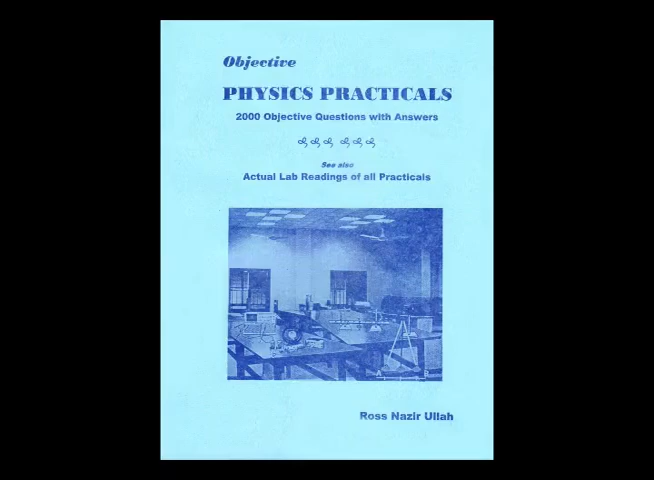 Objective
PHYSICS PRACTICALS
2000 Objective Questions with Answers
See also
Actual Lab Readings of all Practicals
A B
Ross Nazir Ullah